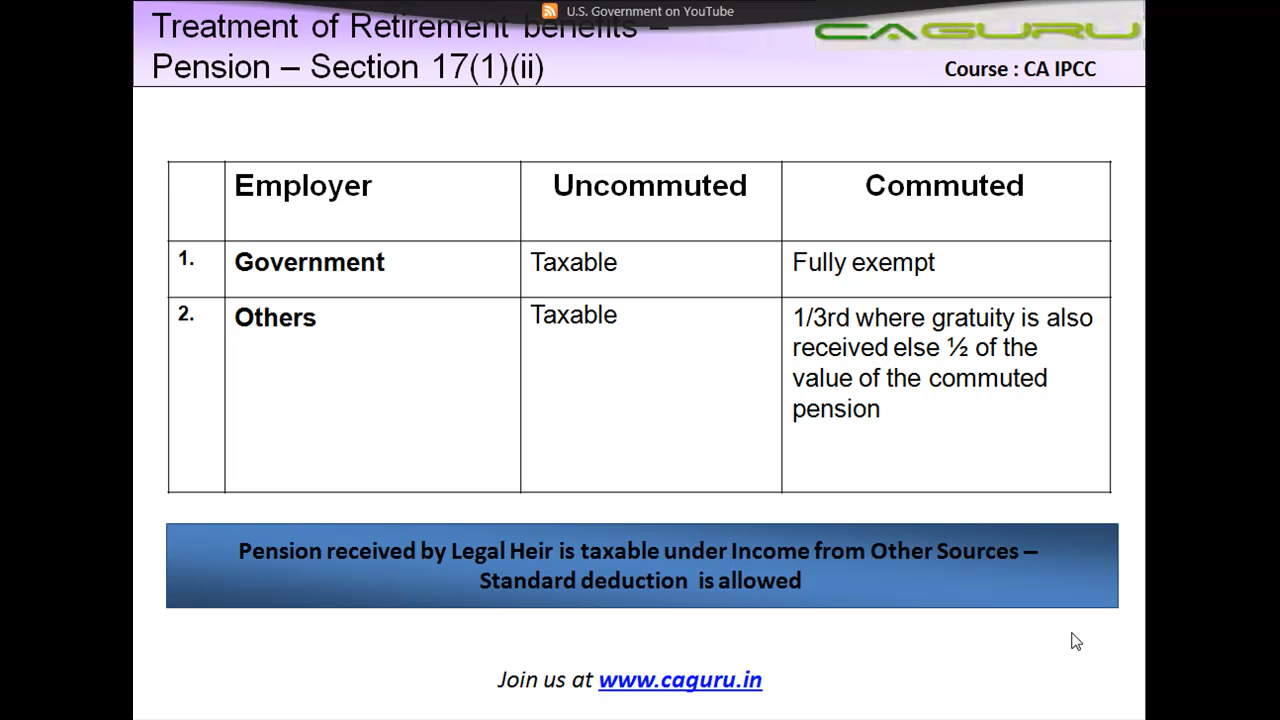 U.S. Government on YouTube
Treatment of Retirement benefits –
Pension – Section 17(1)(ii)
CAGURU
Course : CA IPCC
Employer Uncommuted Commuted
1. Government Taxable Fully exempt
2. Others Taxable 1/3rd where gratuity is also
received else ½ of the
value of the commuted
pension
Pension received by Legal Heir is taxable under Income from Other Sources –
Standard deduction is allowed
Join us at www.caguru.in